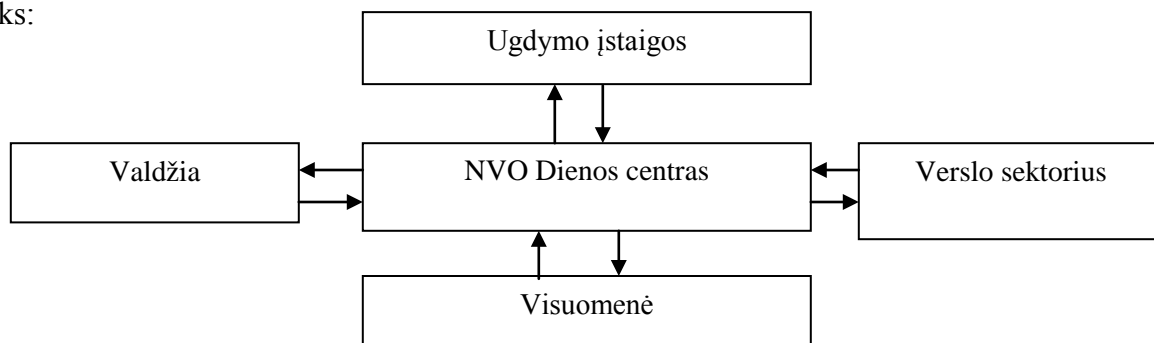 ks:
Ugdymo įstaigos
Valdžia
NVO Dienos centras
Verslo sektorius
Visuomenė